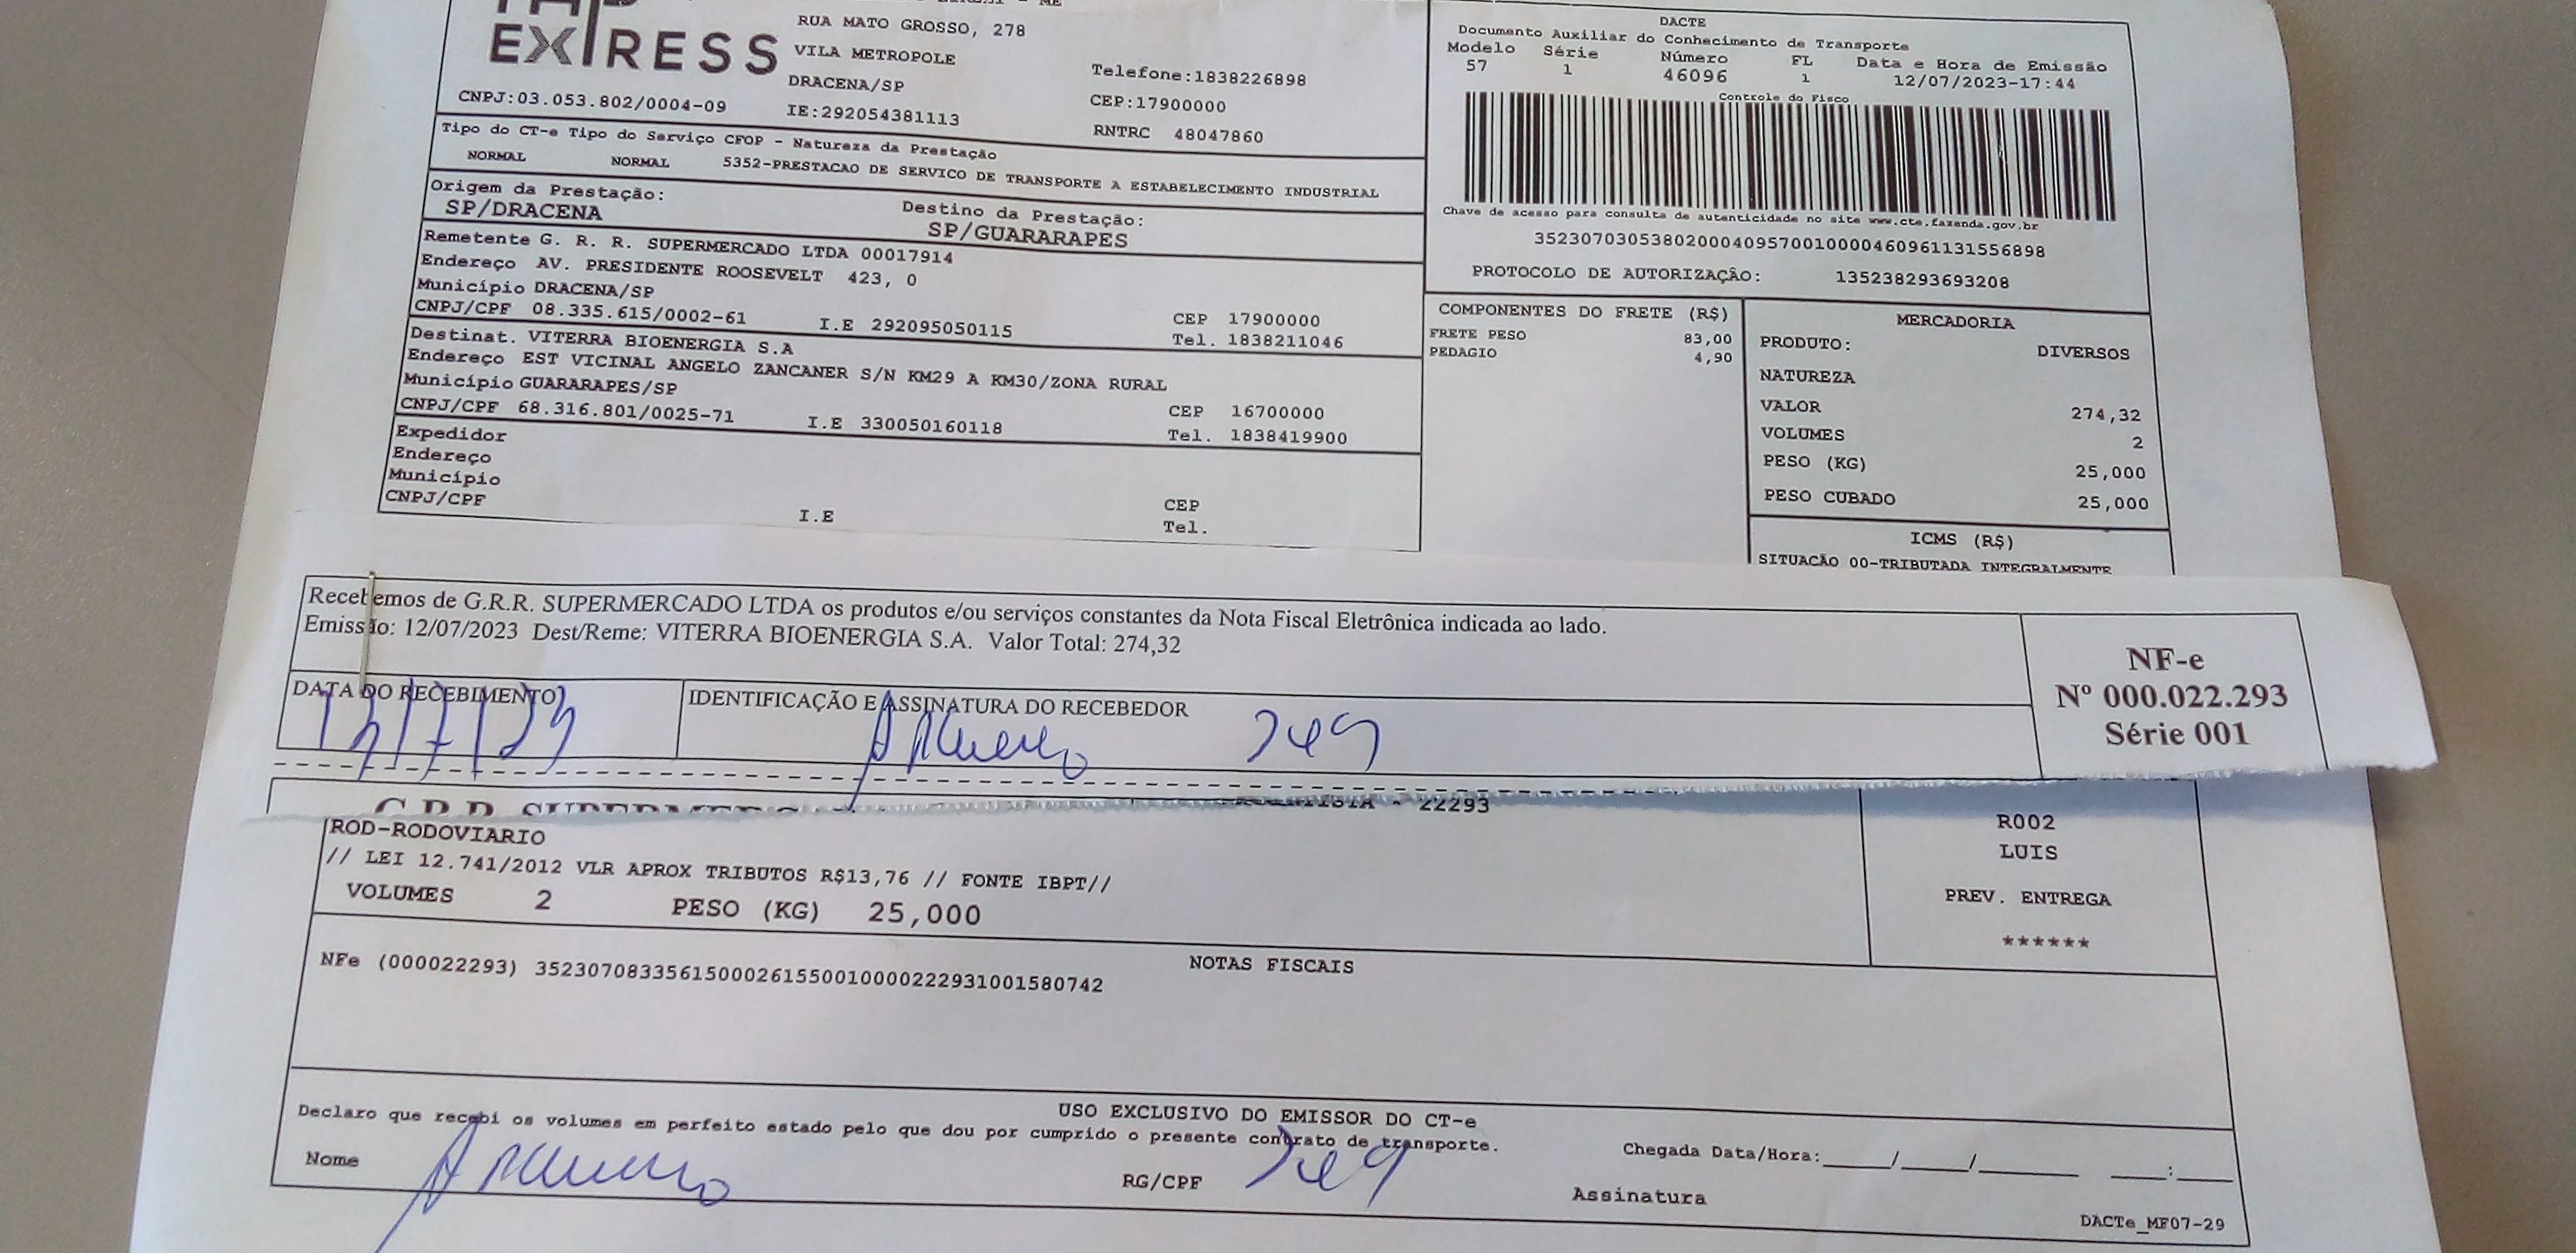 EXPRESS
CNPJ:03.053.802/0004-09
RUA MATO GROSSO, 278
VILA METROPOLE
DRACENA/SP
IE:292054381113
Telefone:1838226898
CEP:17900000
RNTRC 48047860
DACTE
Documento Auxiliar do Conhecimento de Transporte
Modelo Série Número FL Data e Hora de Emissão
57 1 46096 1 12/07/2023-17:44
Controle do Fisco
Chave de acesso para consulta de autenticidade no site www.cte.fazenda.gov.br
35230703053802000409570010000460961131556898
PROTOCOLO DE AUTORIZAÇÃO: 135238293693208
Tipo do CT-e Tipo do Serviço CFOP - Natureza da Prestação
NORMAL NORMAL 5352-PRESTACAO DE SERVICO DE TRANSPORTE A ESTABELECIMENTO INDUSTRIAL
Origem da Prestação: Destino da Prestação:
SP/DRACENA SP/GUARARAPES
Remetente G. R. R. SUPERMERCADO LTDA 00017914
Endereço AV. PRESIDENTE ROOSEVELT 423, 0
Município DRACENA/SP CEP 17900000
CNPJ/CPF 08.335.615/0002-61 I.E 292095050115 Tel. 1838211046
Destinat. VITERRA BIOENERGIA S.A
Endereço EST VICINAL ANGELO ZANCANER S/N KM29 A KM30/ZONA RURAL
Município GUARARAPES/SP CEP 16700000
CNPJ/CPF 68.316.801/0025-71 I.E 330050160118 Tel. 1838419900
Expedidor
Endereço
Município CEP
CNPJ/CPF I.E Tel.
COMPONENTES DO FRETE (R$)
FRETE PESO 83,00
PEDAGIO 4,90
MERCADORIA
PRODUTO: DIVERSOS
NATUREZA
VALOR 274,32
VOLUMES 2
PESO (KG) 25,000
PESO CUBADO 25,000
ICMS (R$)
SITUACÃO 00-TRIBUTADA INTEGRALMENTE
Recebemos de G.R.R. SUPERMERCADO LTDA os produtos e/ou serviços constantes da Nota Fiscal Eletrônica indicada ao lado.
Emissão: 12/07/2023 Dest/Reme: VITERRA BIOENERGIA S.A. Valor Total: 274,32
DATA DO RECEBIMENTO IDENTIFICAÇÃO E ASSINATURA DO RECEBEDOR
349
NF-e
Nº 000.022.293
Série 001
G.R.R. SUPERMERC
- 22293
ROD-RODOVIARIO
// LEI 12.741/2012 VLR APROX TRIBUTOS R$13,76 // FONTE IBPT//
VOLUMES 2 PESO (KG) 25,000
R002
LUIS
PREV. ENTREGA
******
NOTAS FISCAIS
NFe (000022293) 35230708335615000261550010000222931001580742
USO EXCLUSIVO DO EMISSOR DO CT-e
Declaro que recebi os volumes em perfeito estado pelo que dou por cumprido o presente contrato de transporte.
Nome RG/CPF 349
Chegada Data/Hora:_____/_____/_______ ____:____
Assinatura
DACTe_MF07-29